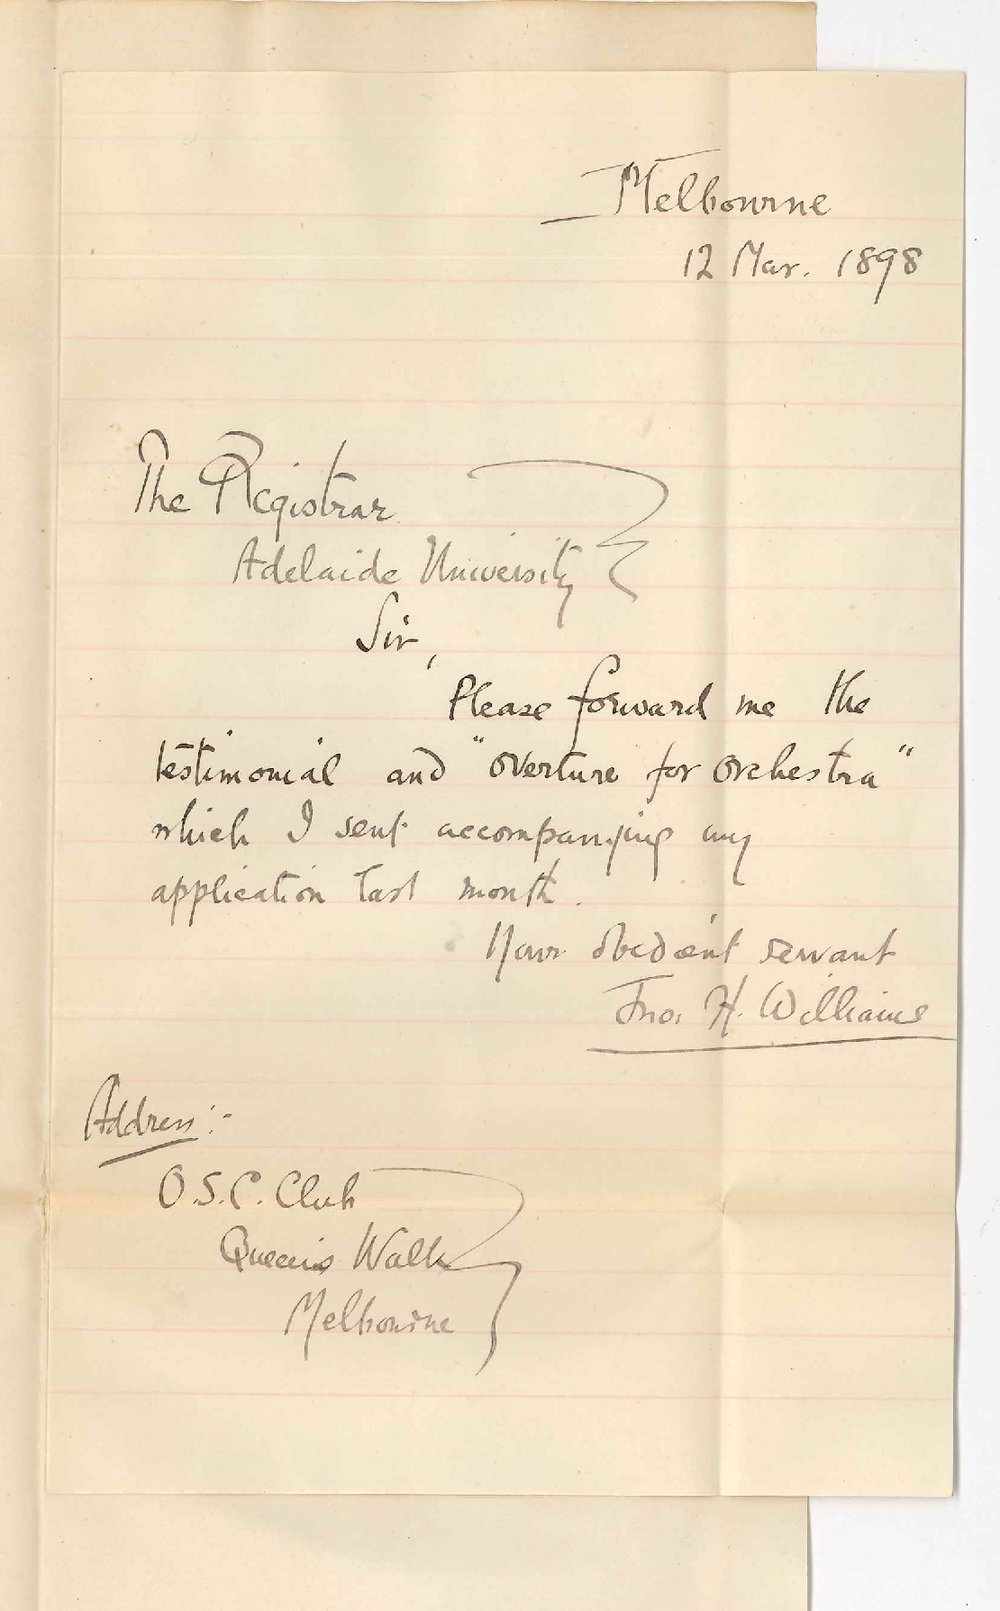 Melbourne
12 Mar. 1898
The Registrar
Adelaide University
Sir,
Please forward me the
testimonial and "Overture for Orchestra"
which I sent accompanying my
application last month.
Your obedient servant
Jno. H. Williams
Address:-
O.S.C. Club
Queen's Walk
Melbourne